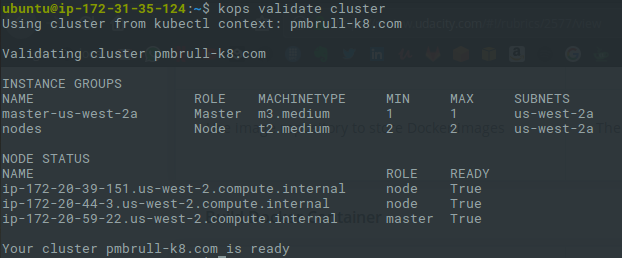 ubuntu@ip-172-31-35-124:~$ kops validate cluster
Using cluster from kubectl context: pmbrull-k8.com
Validating cluster pmbrull-k8.com
INSTANCE GROUPS
NAME ROLE MACHINETYPE MIN MAX SUBNETS
master-us-west-2a Master m3.medium 1 1 us-west-2a
nodes Node t2.medium 2 2 us-west-2a
NODE STATUS
NAME ROLE READY
ip-172-20-39-151.us-west-2.compute.internal node True
ip-172-20-44-3.us-west-2.compute.internal node True
ip-172-20-59-22.us-west-2.compute.internal master True
Your cluster pmbrull-k8.com is ready